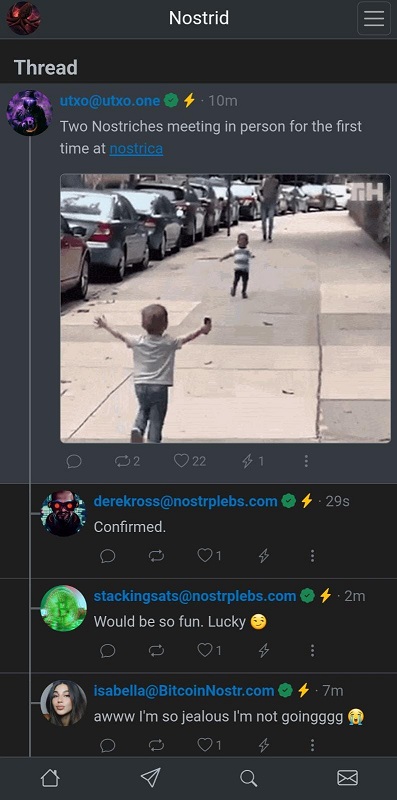 Nostrid
Thread
utxo@utxo.one · 10m
Two Nostriches meeting in person for the first
time at nostrica
TiH
2 22 1
derekross@nostrplebs.com · 29s
Confirmed.
1
stackingsats@nostrplebs.com · 2m
Would be so fun. Lucky 😏
1
isabella@BitcoinNostr.com · 7m
awww I'm so jealous I'm not goingggg 😭
1